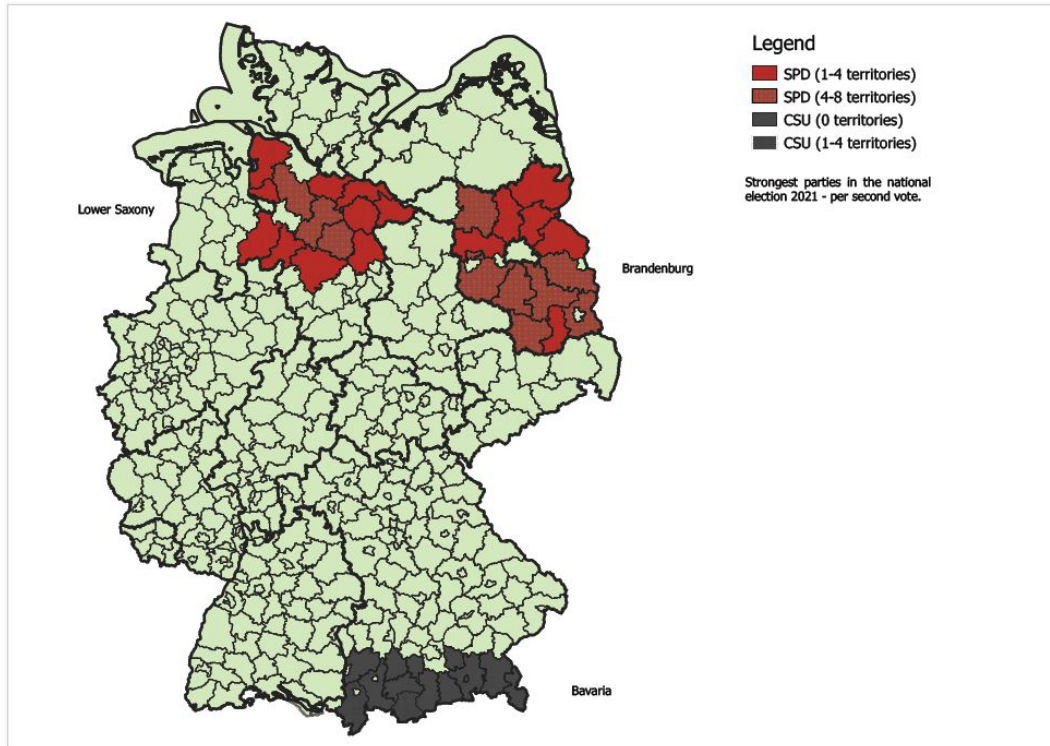 Legend
SPD (1-4 territories)
SPD (4-8 territories)
CSU (0 territories)
CSU (1-4 territories)
Strongest parties in the national
election 2021 - per second vote.
Lower Saxony
Brandenburg
Bavaria